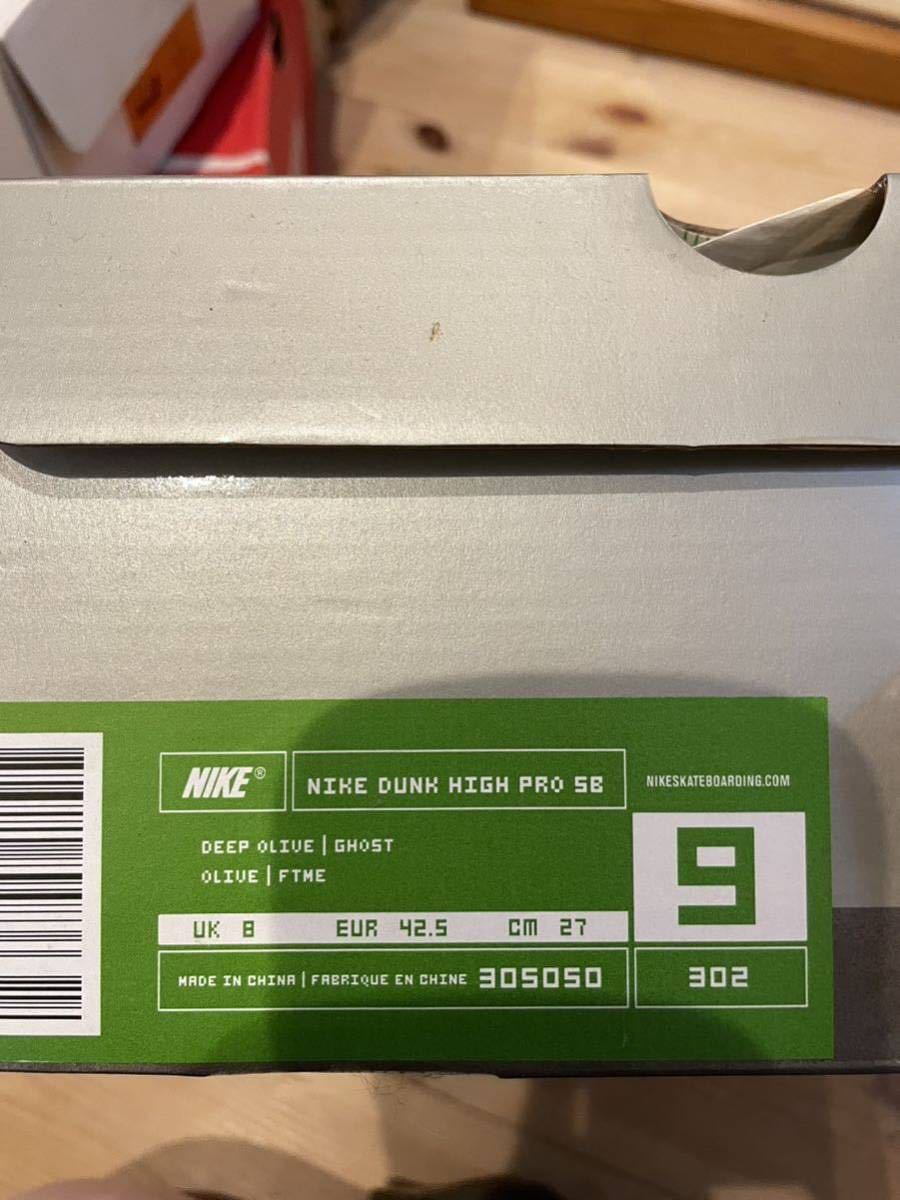 NIKE®
NIKE DUNK HIGH PRO SB
NIKESKATEBOARDING.COM
DEEP OLIVE | GHOST
OLIVE | FTME
9
UK 8 EUR 42.5 CM 27
MADE IN CHINA | FABRIQUE EN CHINE 305050
302